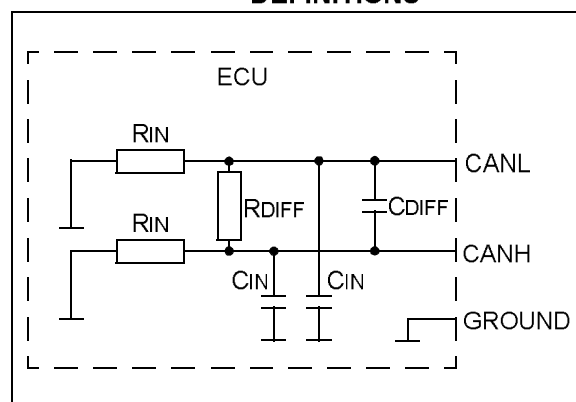 DEFINITIONS
ECU
RIN
CANL
RDIFF
CDIFF
RIN
CANH
CIN
CIN
GROUND